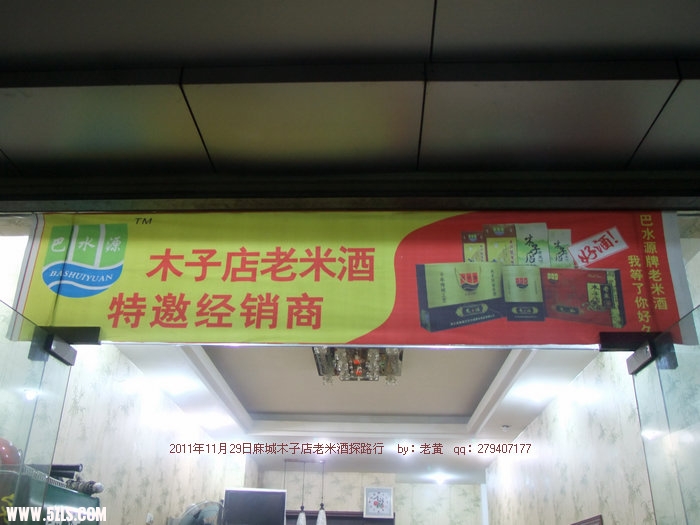 TM
巴水源
BASHUIYUAN
木子店老米酒
特邀经销商
好酒!
巴水源牌老米酒
我等了你好久
2011年11月29日麻城木子店老米酒探路行 by：老黄 qq：279407177
WWW.51LS.COM